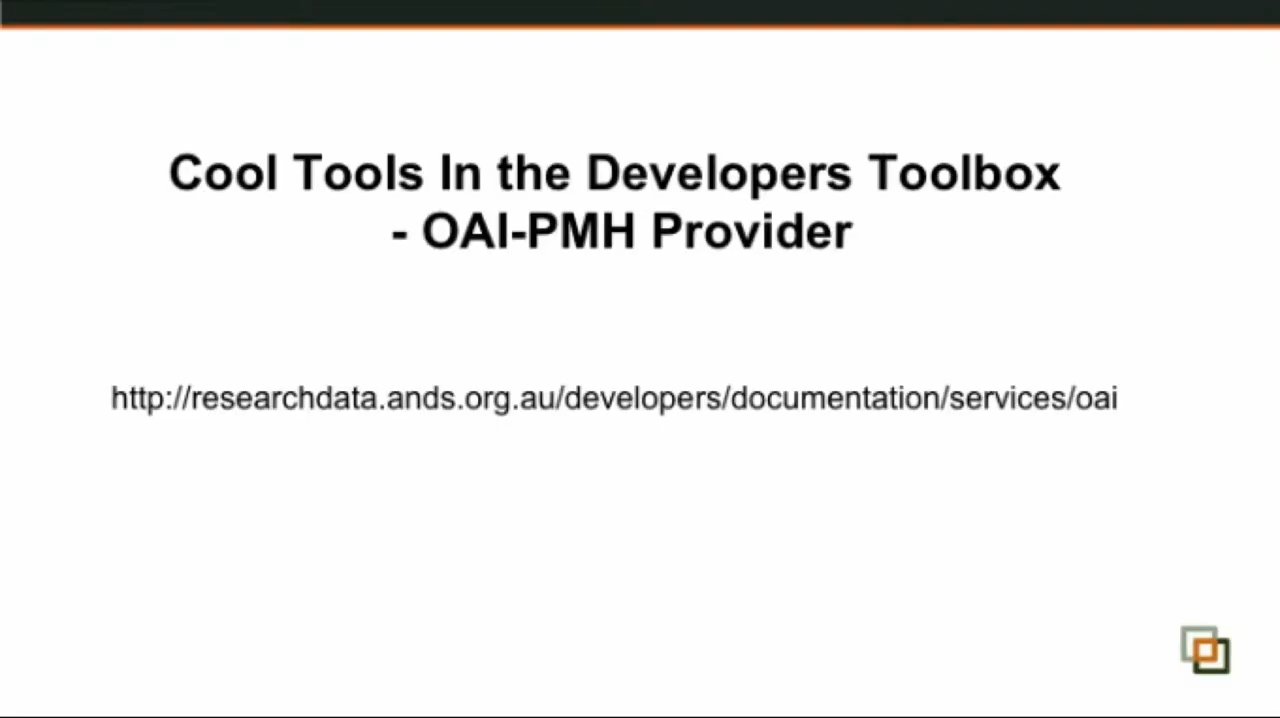 Cool Tools In the Developers Toolbox
- OAI-PMH Provider
http://researchdata.ands.org.au/developers/documentation/services/oai